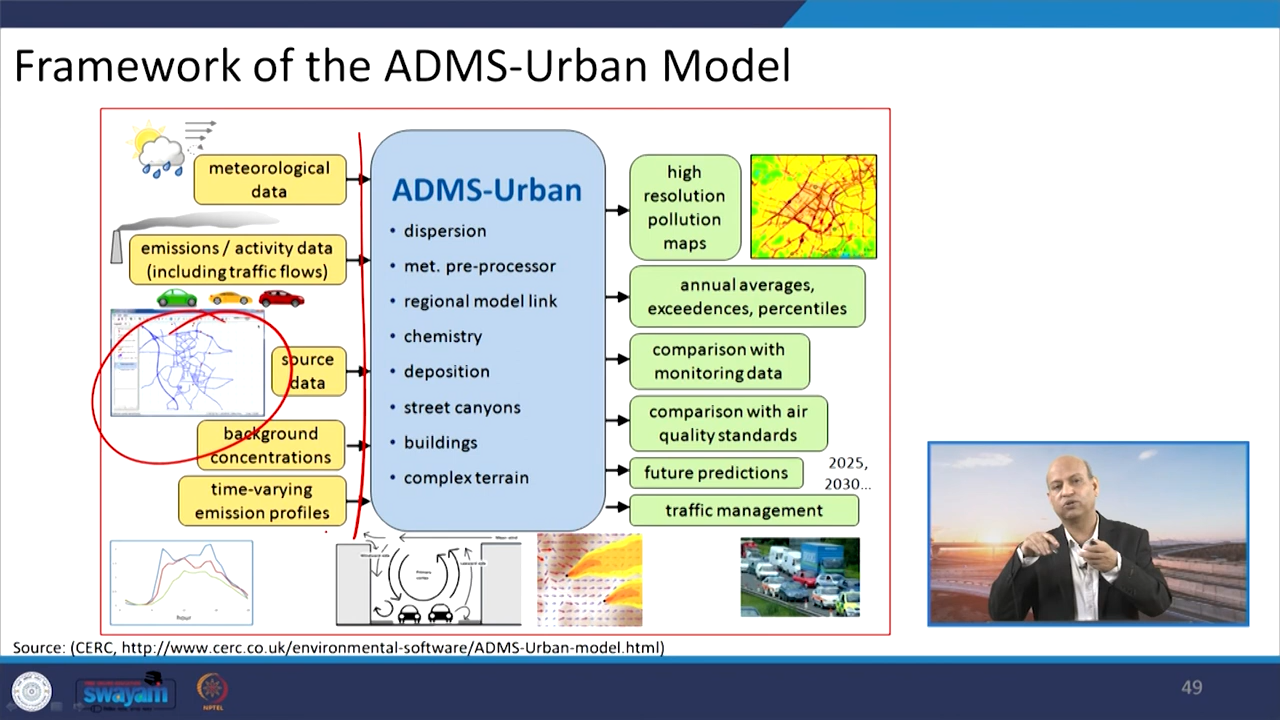 Framework of the ADMS-Urban Model
meteorological
data
emissions / activity data
(including traffic flows)
source
data
background
concentrations
time-varying
emission profiles
hour
ADMS-Urban
• dispersion
• met. pre-processor
• regional model link
• chemistry
• deposition
• street canyons
• buildings
• complex terrain
Primary
vortex
high
resolution
pollution
maps
annual averages,
exceedences, percentiles
comparison with
monitoring data
comparison with air
quality standards
future predictions
2025,
2030...
traffic management
Source: (CERC, http://www.cerc.co.uk/environmental-software/ADMS-Urban-model.html)
swayam
NPTEL
49